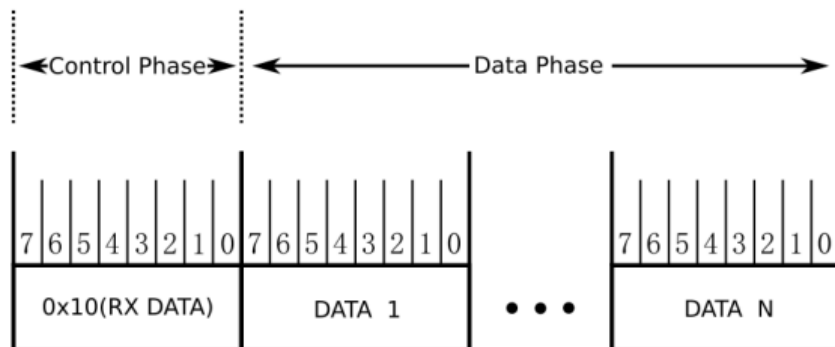 Control Phase Data Phase
7 6 5 4 3 2 1 0 7 6 5 4 3 2 1 0 7 6 5 4 3 2 1 0
0x10(RX DATA) DATA 1 ••• DATA N